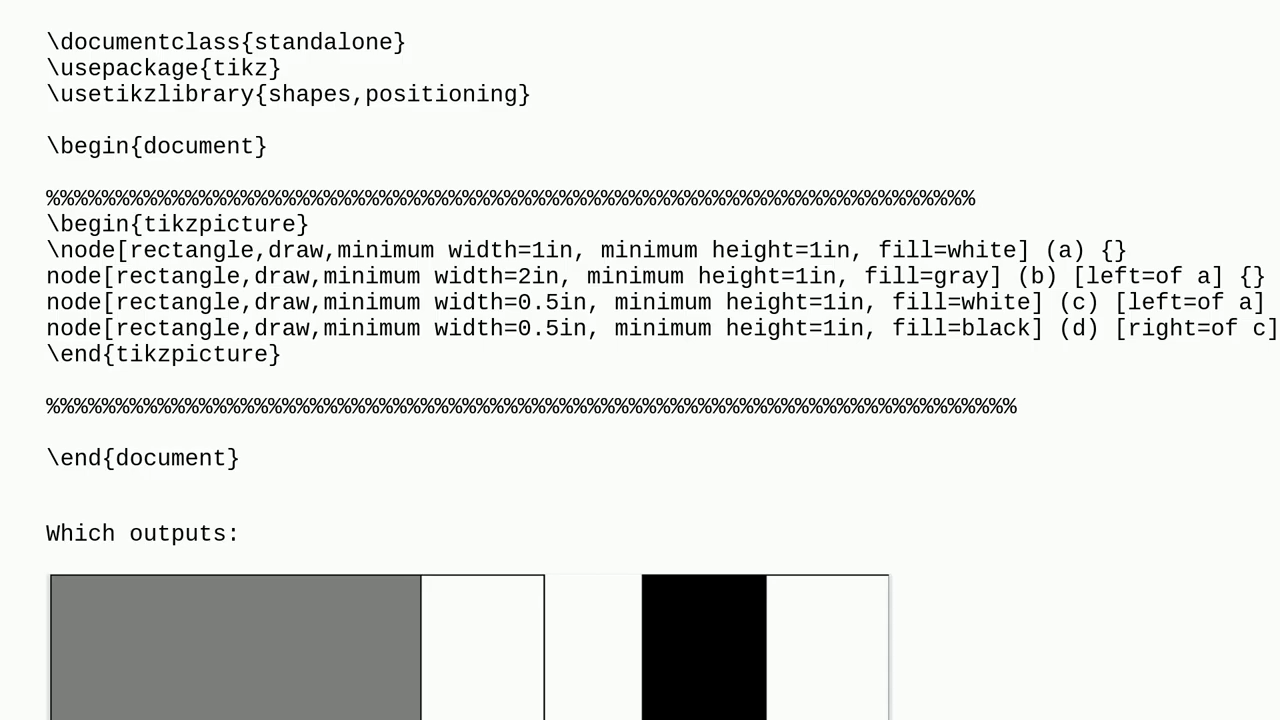 \documentclass{standalone}
\usepackage{tikz}
\usetikzlibrary{shapes,positioning}
\begin{document}
%%%%%%%%%%%%%%%%%%%%%%%%%%%%%%%%%%%%%%%%%%%%%%%%%%%%%%%%%%%%%%%%%%%
\begin{tikzpicture}
\node[rectangle,draw,minimum width=1in, minimum height=1in, fill=white] (a) {}
node[rectangle,draw,minimum width=2in, minimum height=1in, fill=gray] (b) [left=of a] {}
node[rectangle,draw,minimum width=0.5in, minimum height=1in, fill=white] (c) [left=of a]
node[rectangle,draw,minimum width=0.5in, minimum height=1in, fill=black] (d) [right=of c]
\end{tikzpicture}
%%%%%%%%%%%%%%%%%%%%%%%%%%%%%%%%%%%%%%%%%%%%%%%%%%%%%%%%%%%%%%%%%%%%%%
\end{document}
Which outputs: